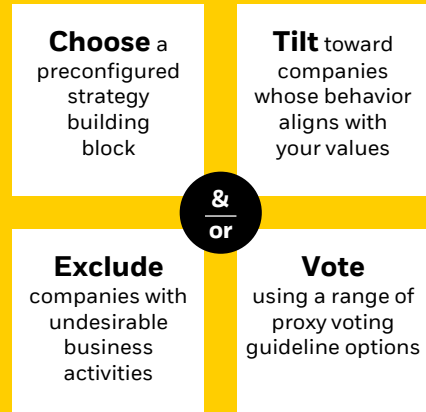 Choose a
preconfigured
strategy
building
block
Tilt toward
companies
whose behavior
aligns with
your values
&
or
Exclude
companies with
undesirable
business
activities
Vote
using a range of
proxy voting
guideline options